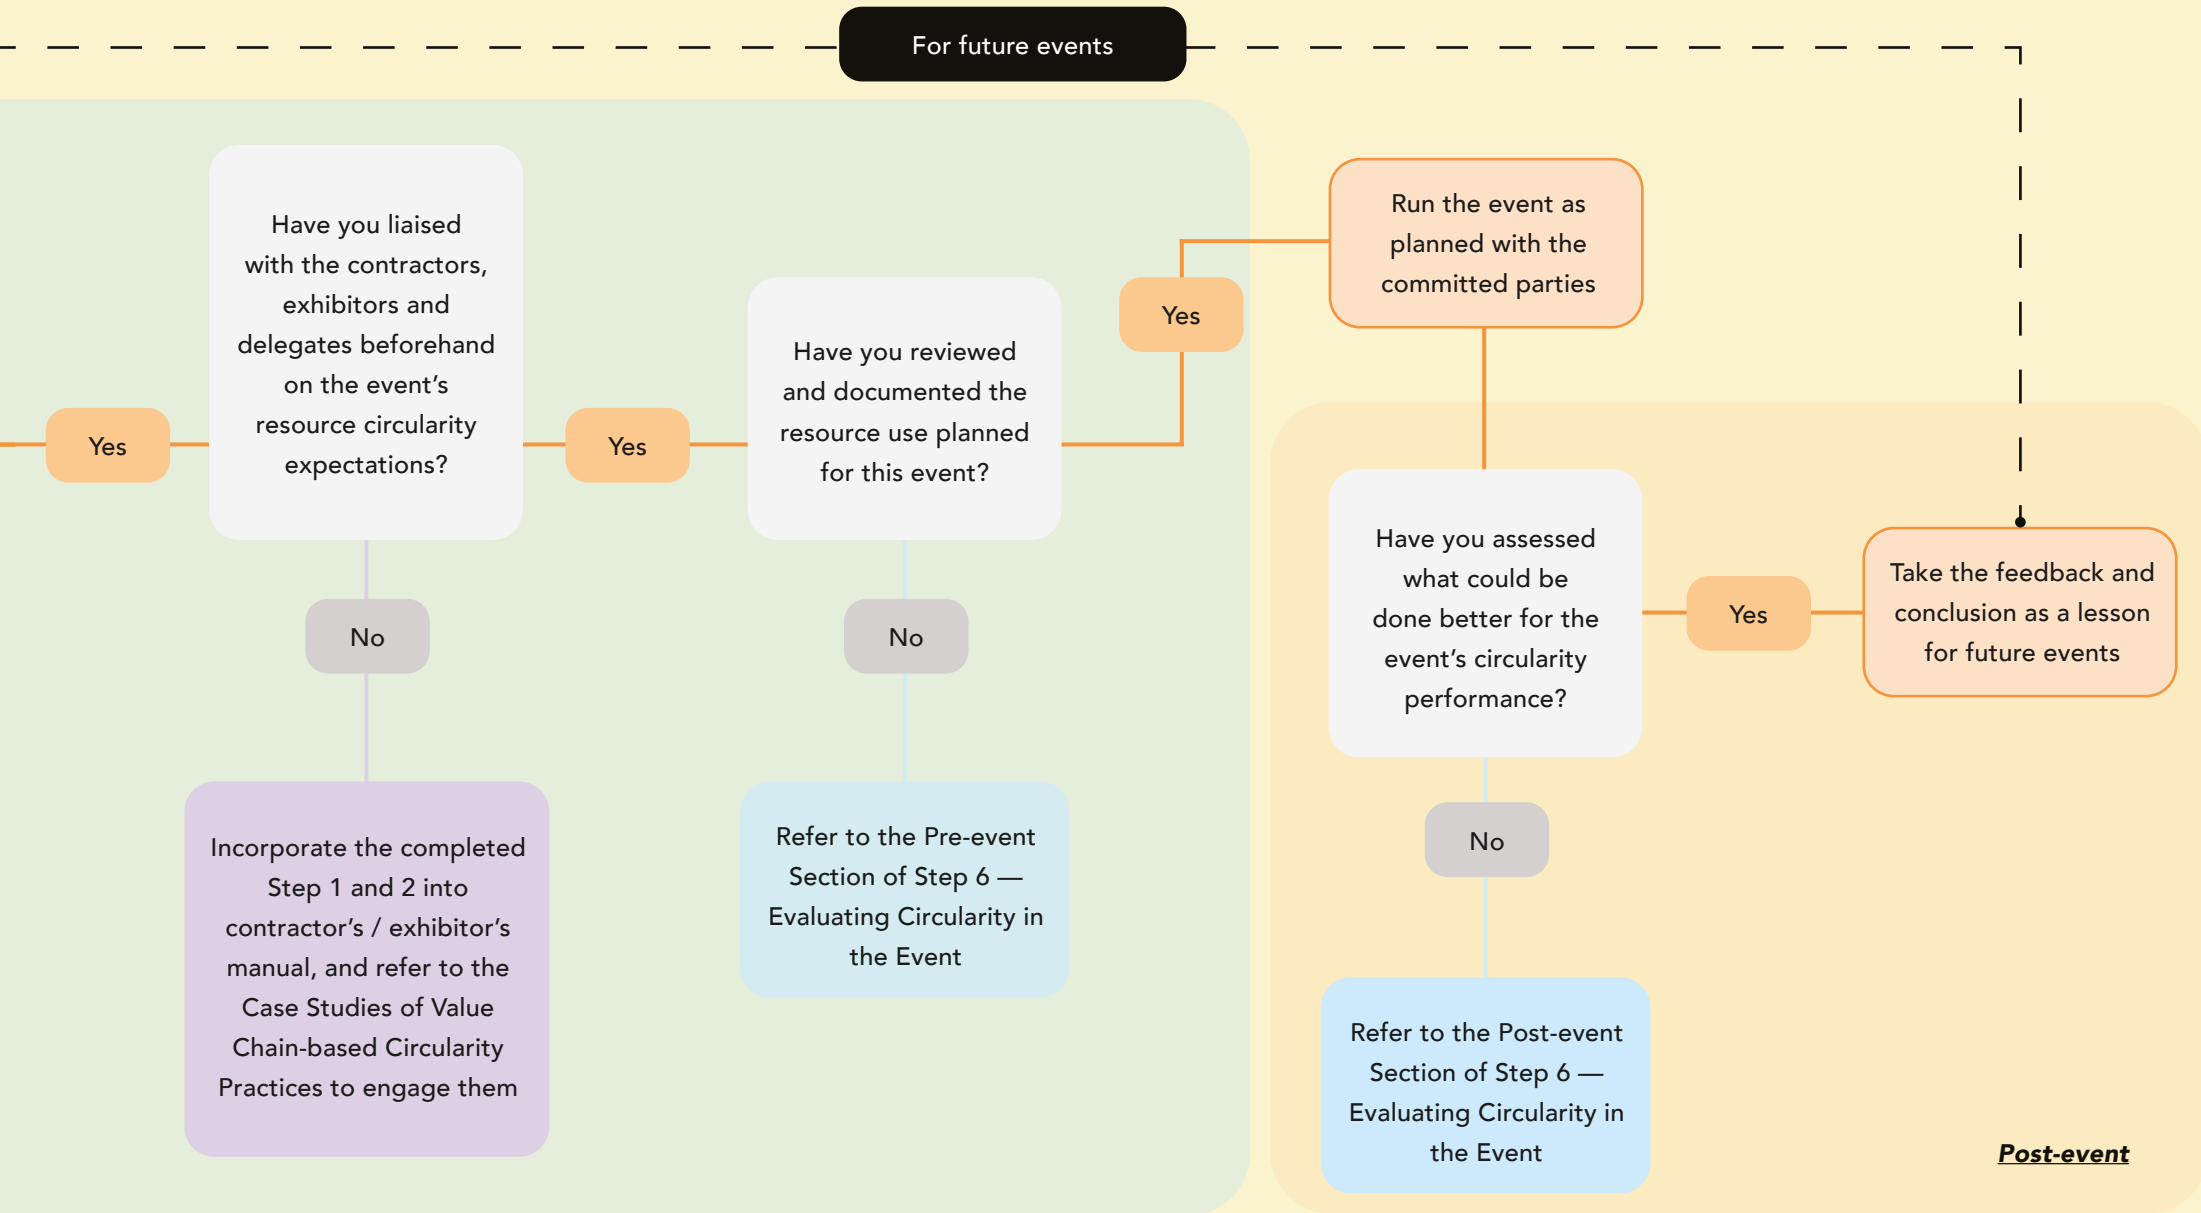 For future events
Yes
Have you liaised
with the contractors,
exhibitors and
delegates beforehand
on the event’s
resource circularity
expectations?
Yes
Have you reviewed
and documented the
resource use planned
for this event?
Yes
Run the event as
planned with the
committed parties
No
Incorporate the completed
Step 1 and 2 into
contractor’s / exhibitor’s
manual, and refer to the
Case Studies of Value
Chain-based Circularity
Practices to engage them
No
Refer to the Pre-event
Section of Step 6 —
Evaluating Circularity in
the Event
Have you assessed
what could be
done better for the
event’s circularity
performance?
Yes
Take the feedback and
conclusion as a lesson
for future events
No
Refer to the Post-event
Section of Step 6 —
Evaluating Circularity in
the Event
Post-event